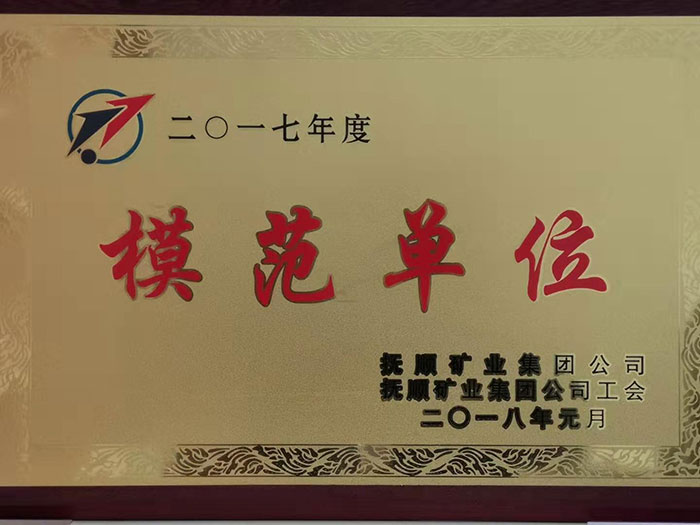 二〇一七年度
模范单位
抚顺矿业集团公司
抚顺矿业集团公司工会
二〇一八年元月